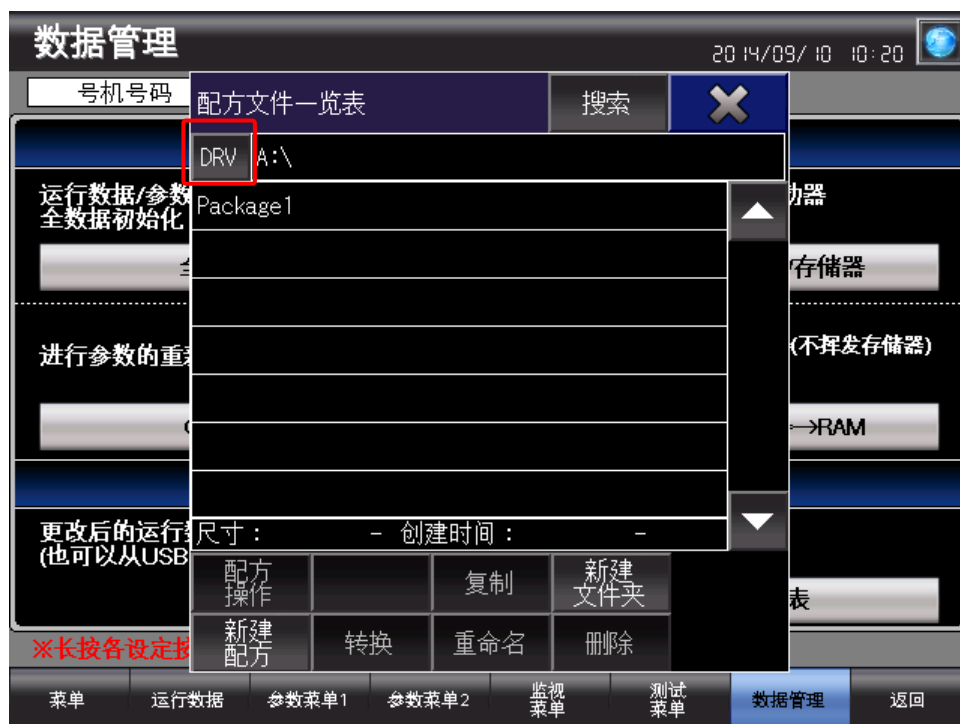 数据管理
2014/09/10 10:20
号机号码
配方文件一览表
搜索
DRV A:\
运行数据/参数
全数据初始化
Package1
动器
存储器
进行参数的重
(不挥发存储器)
→RAM
更改后的运行
(也可以从USB
尺寸： - 创建时间： -
配方
操作
复制
新建
文件夹
表
※长按各设定按
新建
配方
转换
重命名
删除
菜单
运行数据
参数菜单1
参数菜单2
监视
菜单
测试
菜单
数据管理
返回